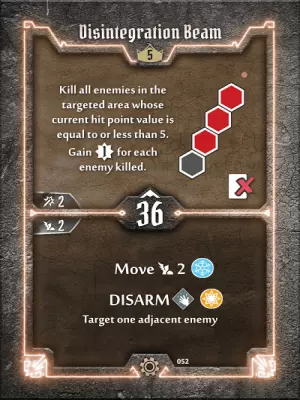 Disintegration Beam
5
Kill all enemies in the
targeted area whose
current hit point value is
equal to or less than 5.
Gain for each
enemy killed.
2
36
2
Move 2
DISARM
Target one adjacent enemy
052